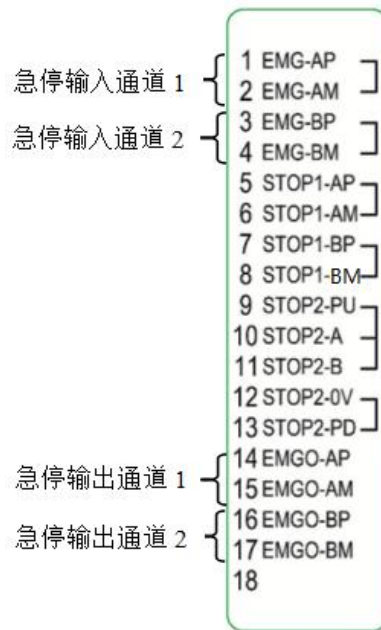 1 EMG-AP
急停输入通道 1
2 EMG-AM
3 EMG-BP
急停输入通道 2
4 EMG-BM
5 STOP1-AP
6 STOP1-AM
7 STOP1-BP
8 STOP1-BM
9 STOP2-PU
10 STOP2-A
11 STOP2-B
12 STOP2-0V
13 STOP2-PD
14 EMGO-AP
急停输出通道 1
15 EMGO-AM
16 EMGO-BP
急停输出通道 2
17 EMGO-BM
18